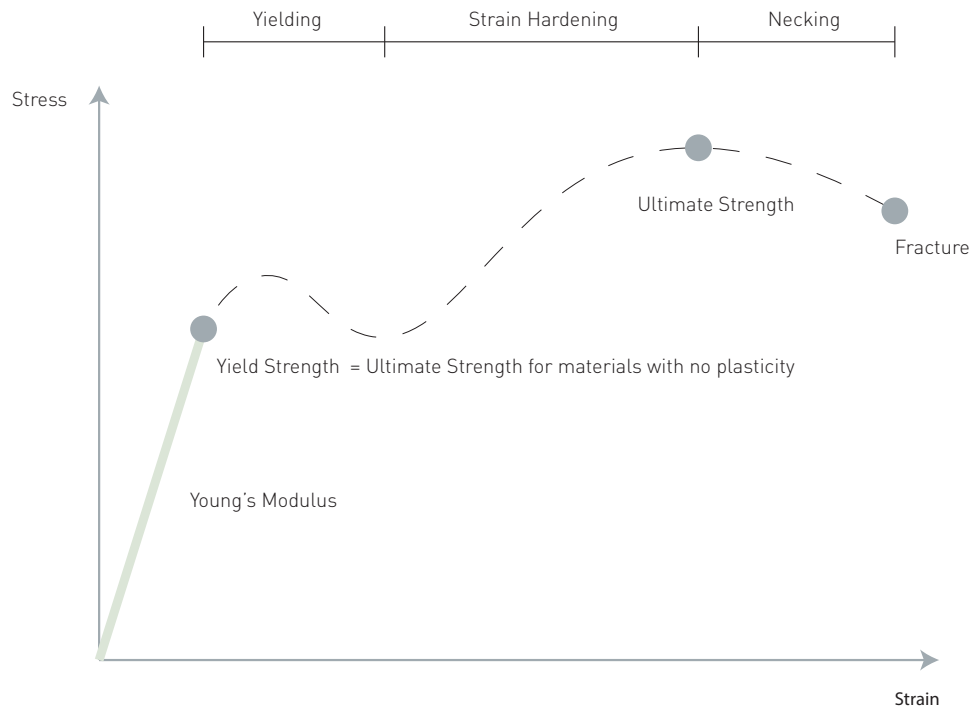 Yielding
Strain Hardening
Necking
Stress
Ultimate Strength
Fracture
Yield Strength = Ultimate Strength for materials with no plasticity
Young’s Modulus
Strain